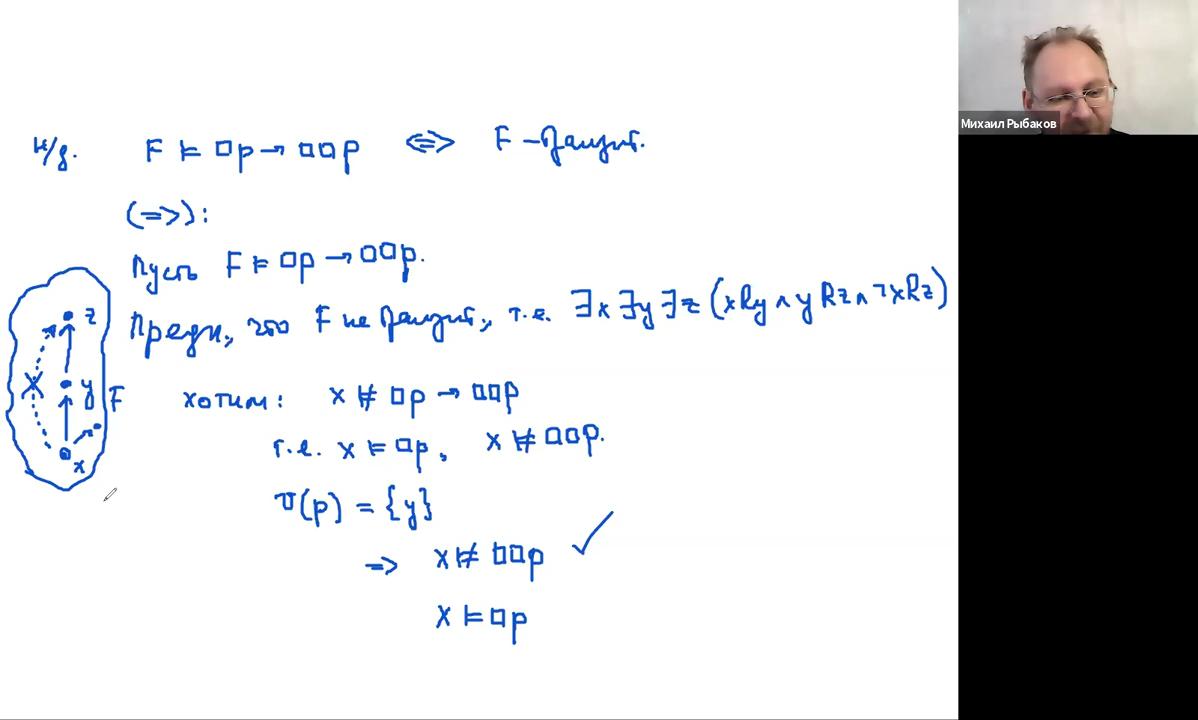 н/д. F ⊨ □p → □□p ⇔ F – транзит.
(=>):
Пусть F ⊨ □p → □□p.
Предп, что F не транзит., т.е. ∃x ∃y ∃z (xRy ∧ yRz ∧ ¬xRz)
z
y F
x
хотим: x ⊭ □p → □□p
т.е. x ⊨ □p, x ⊭ □□p.
v(p) = {y}
=> x ⊭ □□p ✓
x ⊨ □p
Михаил Рыбаков